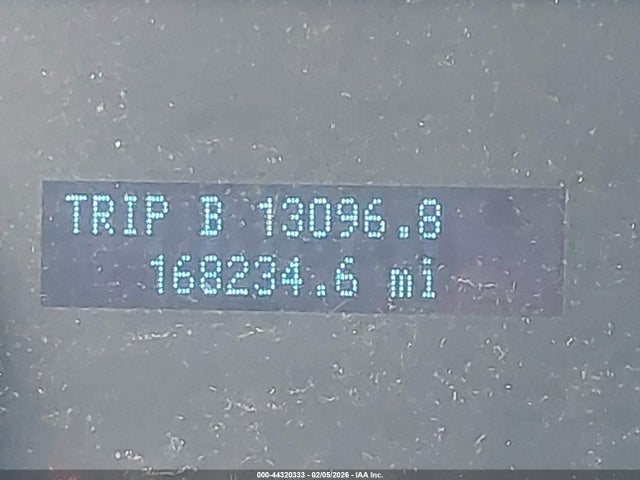 TRIP B 13096.8
168234.6 mi
000-44320333 - 02/05/2026 - IAA Inc.